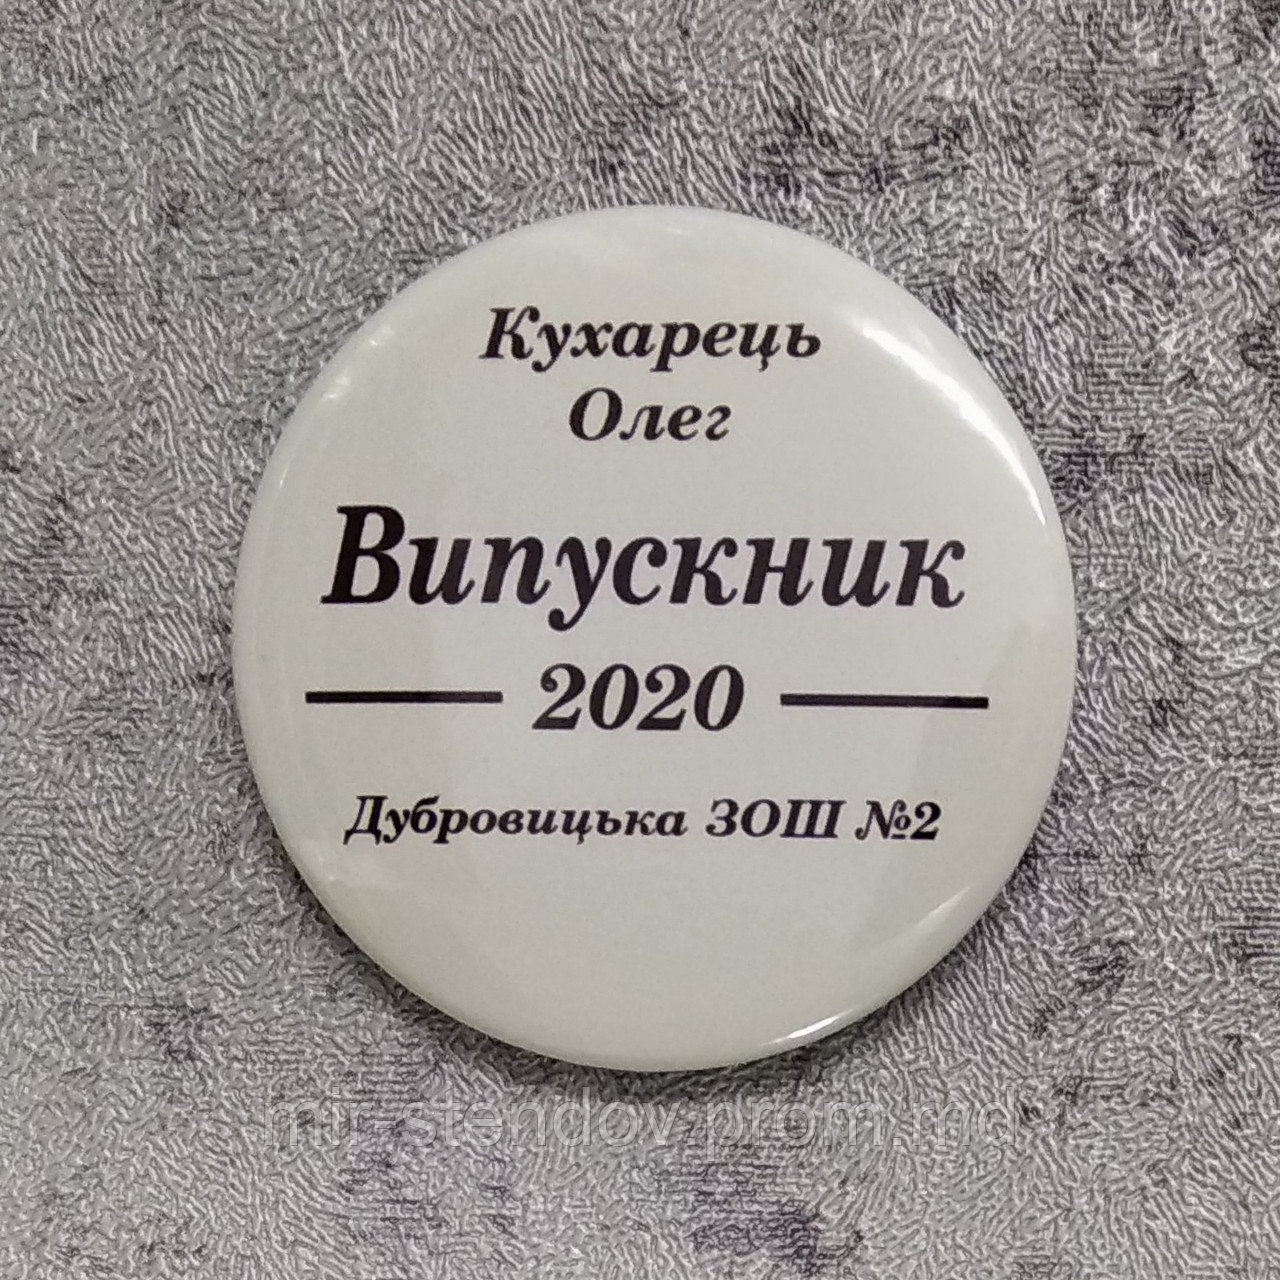 Кухарець
Олег
Випускник
2020
Дубровицька ЗОШ №2
mir-stendov.prom.md